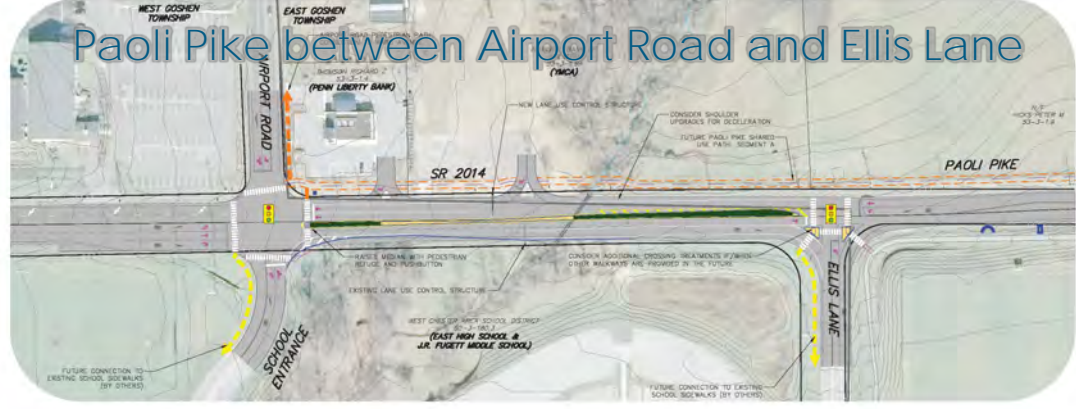 Paoli Pike between Airport Road and Ellis Lane
WEST GOSHEN
TOWNSHIP
EAST GOSHEN
TOWNSHIP
AIRPORT ROAD
(PENN LIBERTY BANK)
(YMCA)
NEW LANE USE CONTROL STRUCTURE
CONSIDER SHOULDER
UPGRADES FOR DECELERATION
FUTURE PAOLI PIKE SHARED
USE PATH: SEGMENT A
SR 2014
PAOLI PIKE
RAISED MEDIAN WITH PEDESTRIAN
REFUGE AND PUSHBUTTON
CONSIDER ADDITIONAL CROSSING TREATMENTS IF/WHEN
OTHER WALKWAYS ARE PROVIDED IN THE FUTURE
EXISTING LANE USE CONTROL STRUCTURE
WEST CHESTER AREA SCHOOL DISTRICT
(EAST HIGH SCHOOL &
J.R. FUGETT MIDDLE SCHOOL)
ELLIS LANE
SCHOOL
ENTRANCE
FUTURE CONNECTION TO
EXISTING SCHOOL SIDEWALKS
(BY OTHERS)
FUTURE CONNECTION TO EXISTING
SCHOOL SIDEWALKS (BY OTHERS)